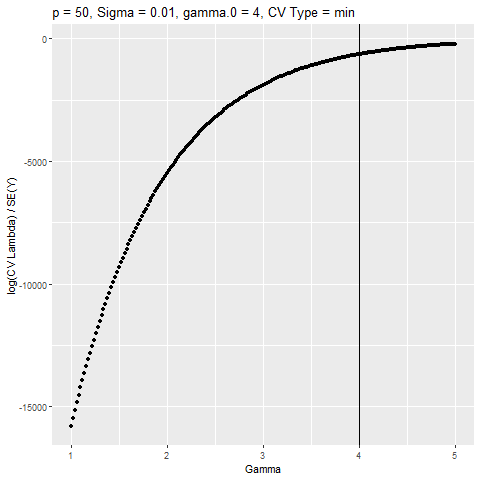 p = 50, Sigma = 0.01, gamma.0 = 4, CV Type = min
log(CV Lambda) / SE(Y)
0
-5000
-10000
-15000
1 2 3 4 5
Gamma